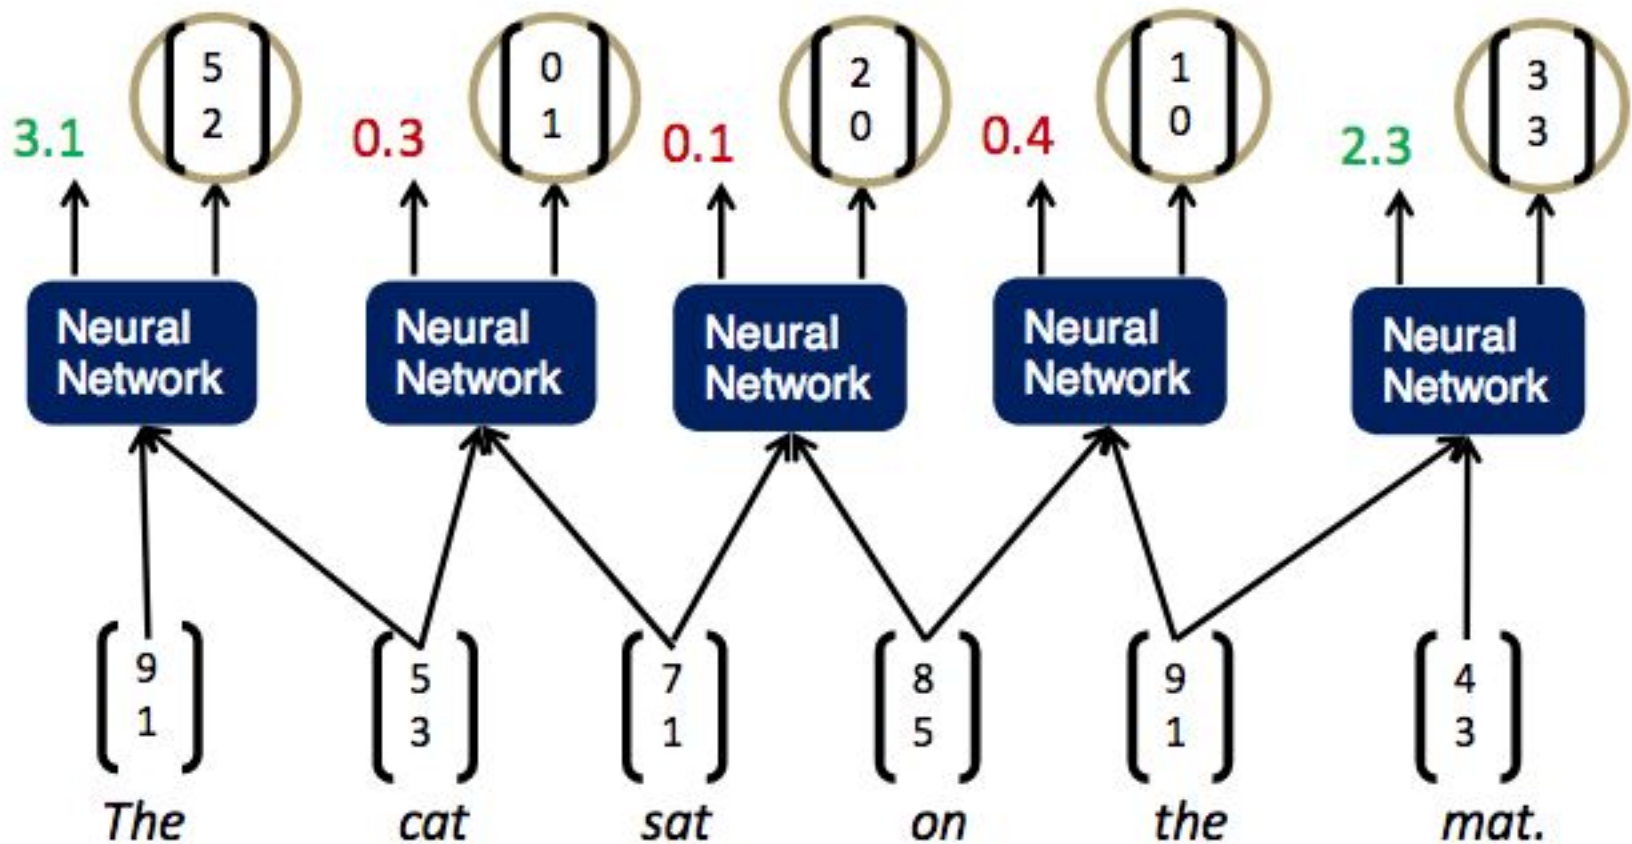 5 0 2 1 3
2 1 0 0 3
3.1 0.3 0.1 0.4 2.3
Neural Neural Neural Neural Neural
Network Network Network Network Network
9 5 7 8 9 4
1 3 1 5 1 3
The cat sat on the mat.